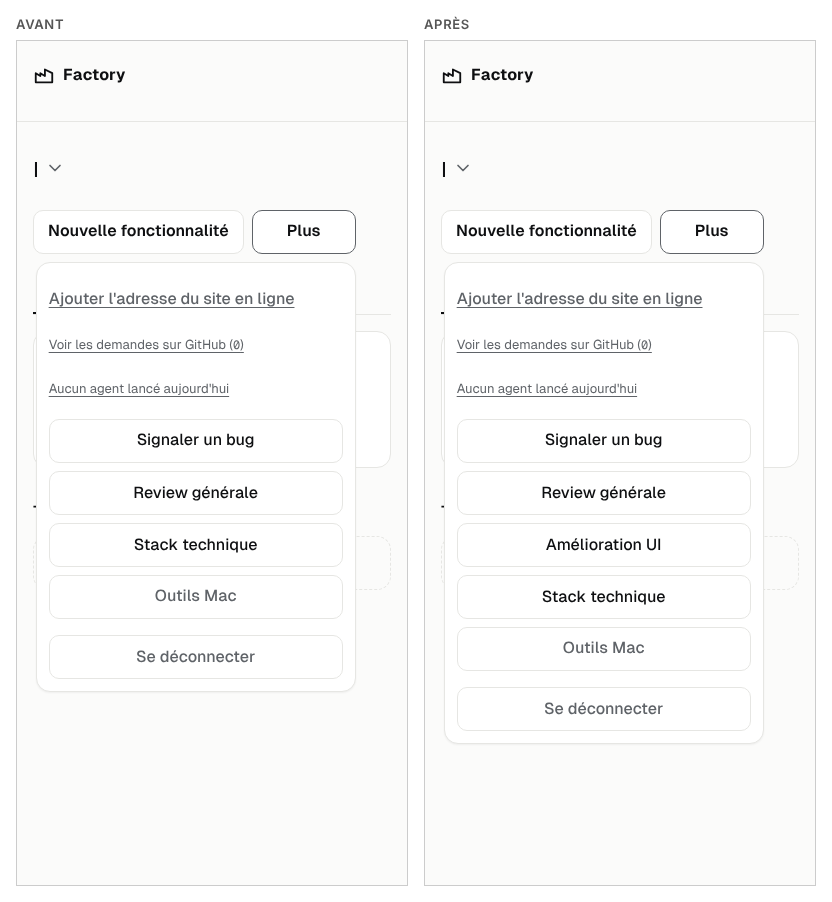 AVANT
Factory
Nouvelle fonctionnalité
Plus
Ajouter l'adresse du site en ligne
Voir les demandes sur GitHub (0)
Aucun agent lancé aujourd'hui
Signaler un bug
Review générale
Stack technique
Outils Mac
Se déconnecter
APRÈS
Factory
Nouvelle fonctionnalité
Plus
Ajouter l'adresse du site en ligne
Voir les demandes sur GitHub (0)
Aucun agent lancé aujourd'hui
Signaler un bug
Review générale
Amélioration UI
Stack technique
Outils Mac
Se déconnecter